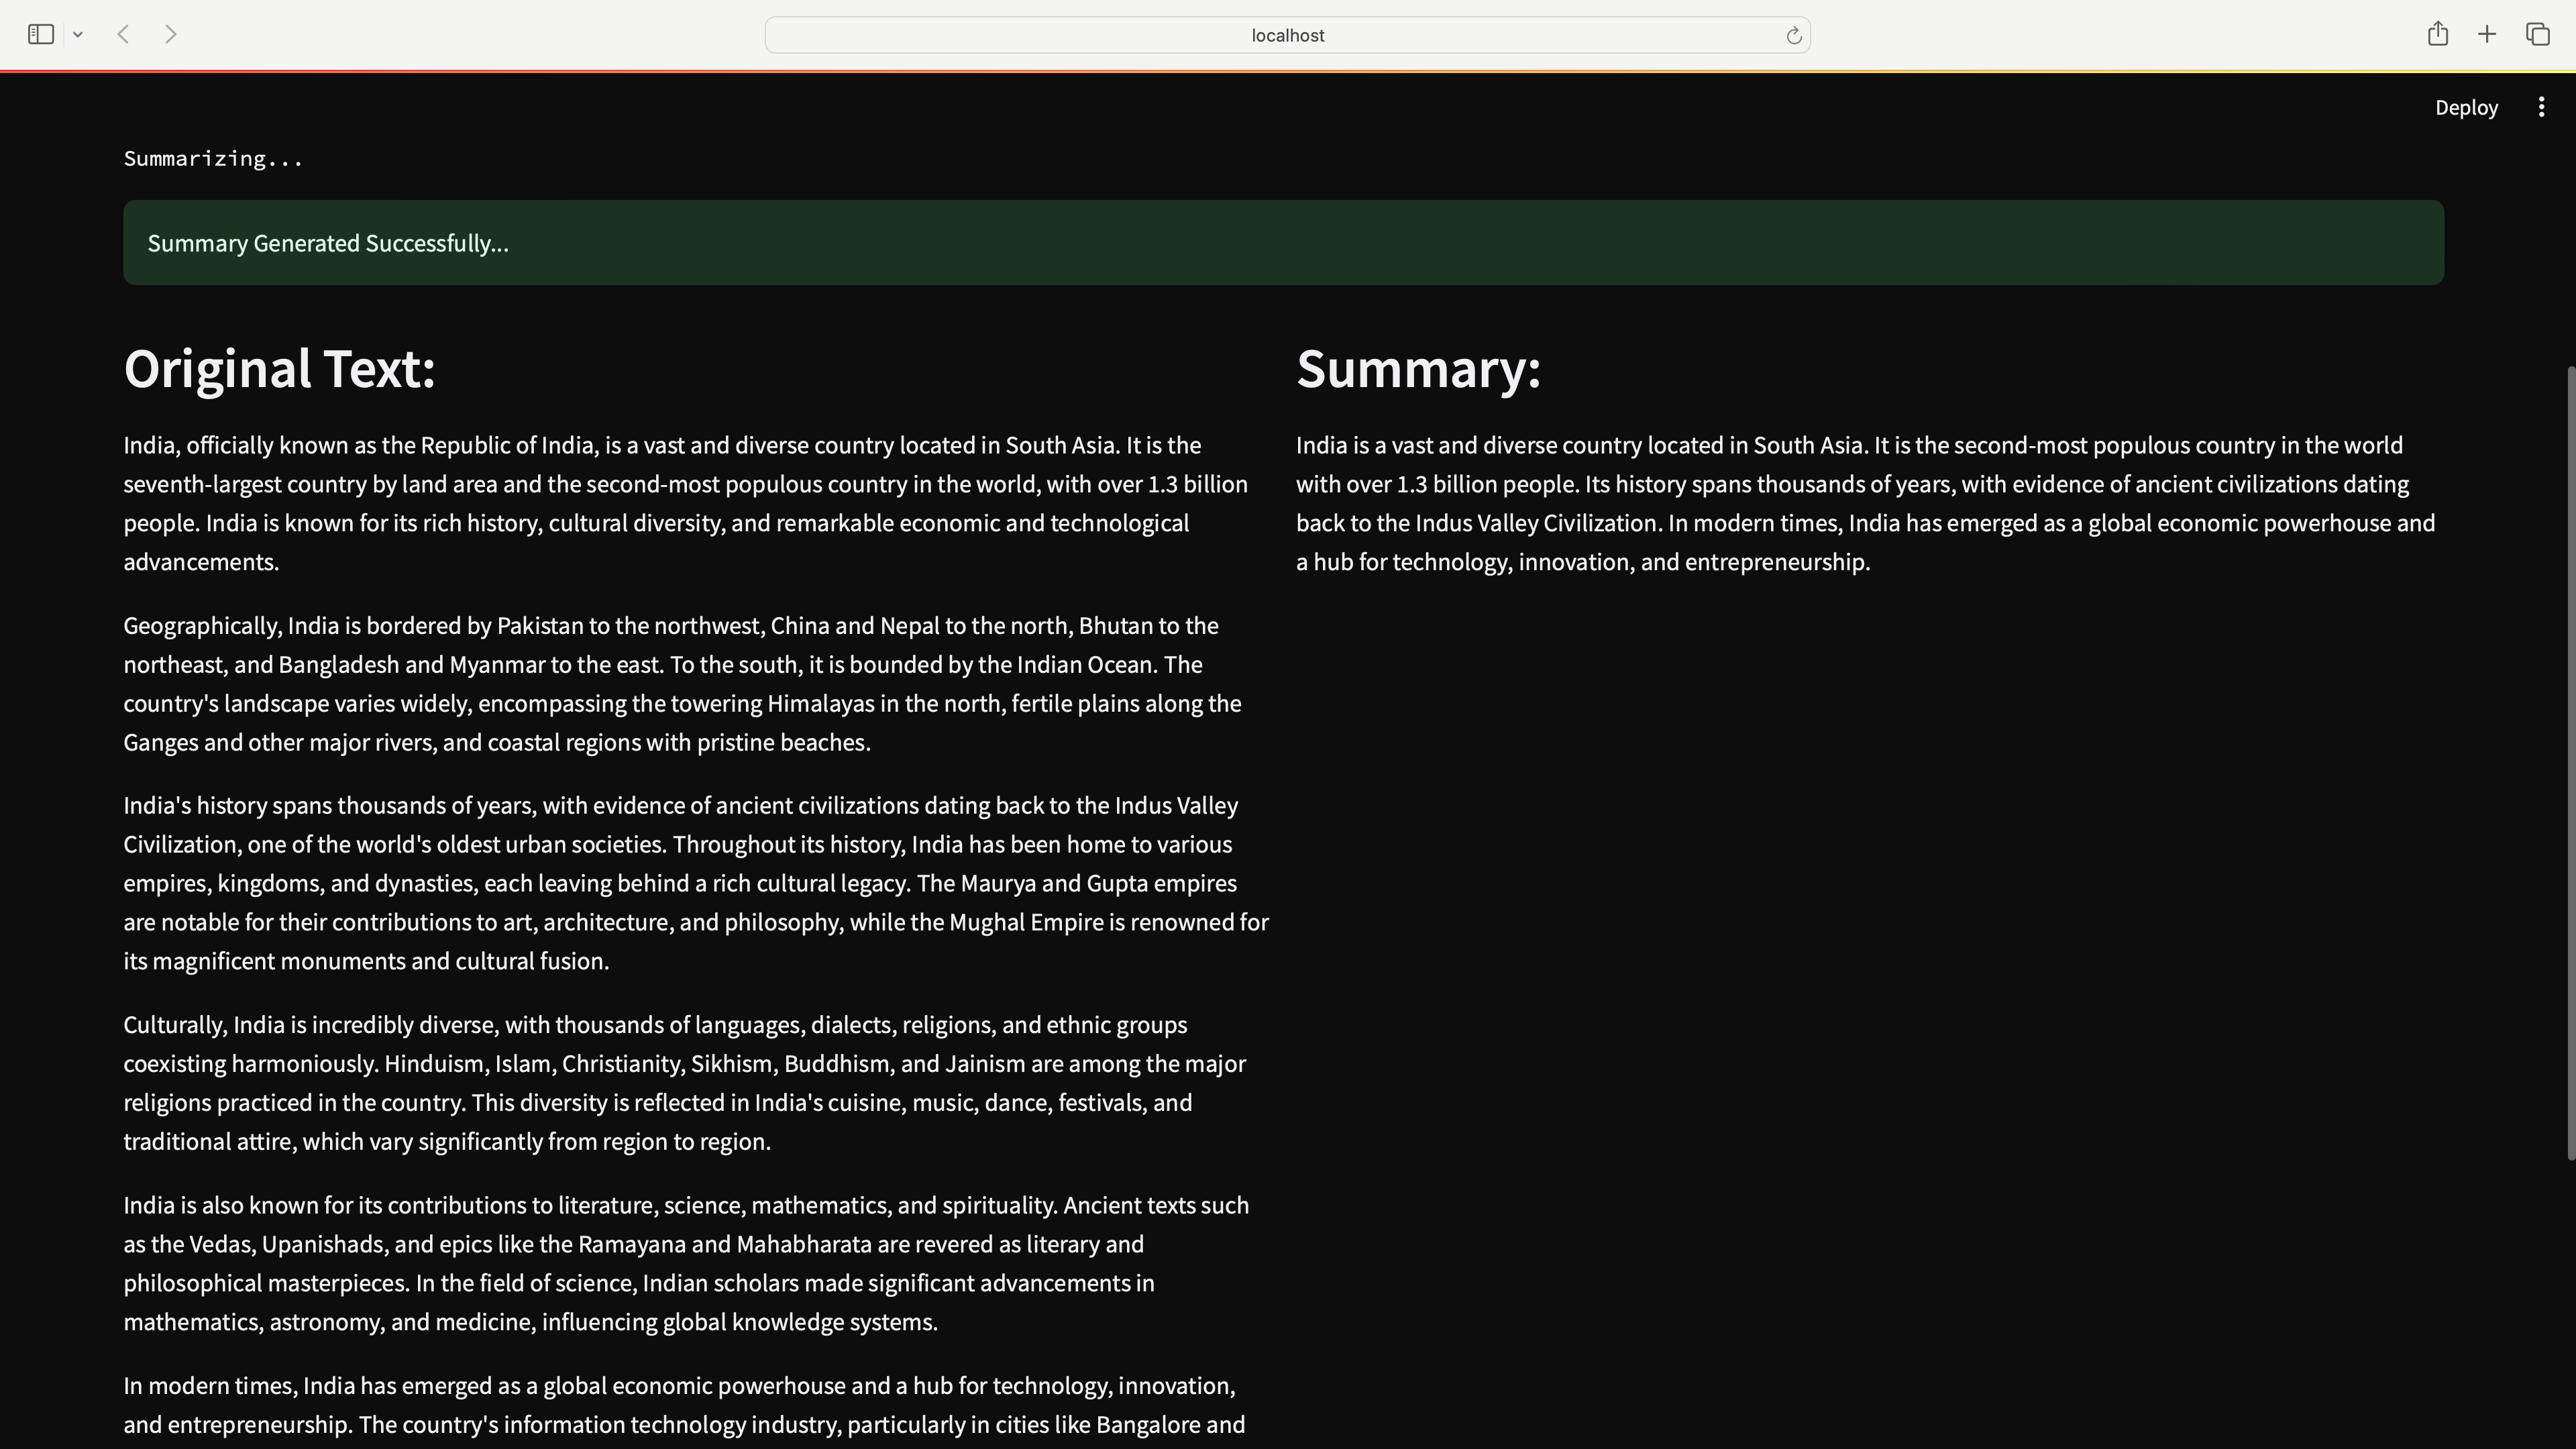 localhost
Deploy
Summarizing...
Summary Generated Successfully...
Original Text:
India, officially known as the Republic of India, is a vast and diverse country located in South Asia. It is the
seventh-largest country by land area and the second-most populous country in the world, with over 1.3 billion
people. India is known for its rich history, cultural diversity, and remarkable economic and technological
advancements.
Geographically, India is bordered by Pakistan to the northwest, China and Nepal to the north, Bhutan to the
northeast, and Bangladesh and Myanmar to the east. To the south, it is bounded by the Indian Ocean. The
country's landscape varies widely, encompassing the towering Himalayas in the north, fertile plains along the
Ganges and other major rivers, and coastal regions with pristine beaches.
India's history spans thousands of years, with evidence of ancient civilizations dating back to the Indus Valley
Civilization, one of the world's oldest urban societies. Throughout its history, India has been home to various
empires, kingdoms, and dynasties, each leaving behind a rich cultural legacy. The Maurya and Gupta empires
are notable for their contributions to art, architecture, and philosophy, while the Mughal Empire is renowned for
its magnificent monuments and cultural fusion.
Culturally, India is incredibly diverse, with thousands of languages, dialects, religions, and ethnic groups
coexisting harmoniously. Hinduism, Islam, Christianity, Sikhism, Buddhism, and Jainism are among the major
religions practiced in the country. This diversity is reflected in India's cuisine, music, dance, festivals, and
traditional attire, which vary significantly from region to region.
India is also known for its contributions to literature, science, mathematics, and spirituality. Ancient texts such
as the Vedas, Upanishads, and epics like the Ramayana and Mahabharata are revered as literary and
philosophical masterpieces. In the field of science, Indian scholars made significant advancements in
mathematics, astronomy, and medicine, influencing global knowledge systems.
In modern times, India has emerged as a global economic powerhouse and a hub for technology, innovation,
and entrepreneurship. The country's information technology industry, particularly in cities like Bangalore and
Summary:
India is a vast and diverse country located in South Asia. It is the second-most populous country in the world
with over 1.3 billion people. Its history spans thousands of years, with evidence of ancient civilizations dating
back to the Indus Valley Civilization. In modern times, India has emerged as a global economic powerhouse and
a hub for technology, innovation, and entrepreneurship.